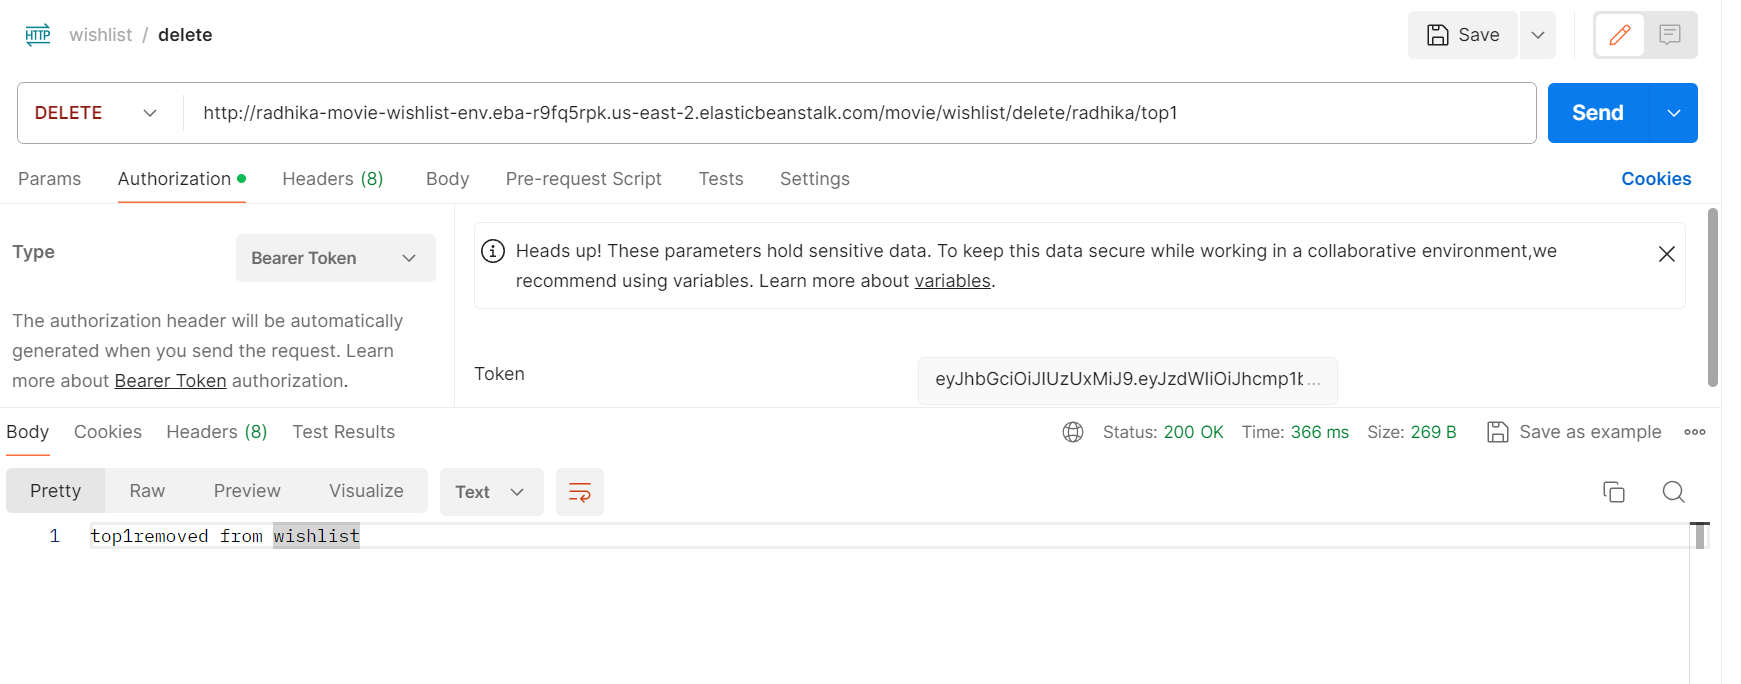 HTTP wishlist / delete Save
DELETE http://radhika-movie-wishlist-env.eba-r9fq5rpk.us-east-2.elasticbeanstalk.com/movie/wishlist/delete/radhika/top1 Send
Params Authorization Headers (8) Body Pre-request Script Tests Settings Cookies
Type Bearer Token
The authorization header will be automatically
generated when you send the request. Learn
more about Bearer Token authorization.
Heads up! These parameters hold sensitive data. To keep this data secure while working in a collaborative environment,we
recommend using variables. Learn more about variables.
Token eyJhbGciOiJIUzUxMiJ9.eyJzdWIiOiJhcmp1b...
Body Cookies Headers (8) Test Results Status: 200 OK Time: 366 ms Size: 269 B Save as example
Pretty Raw Preview Visualize Text
1 top1removed from wishlist